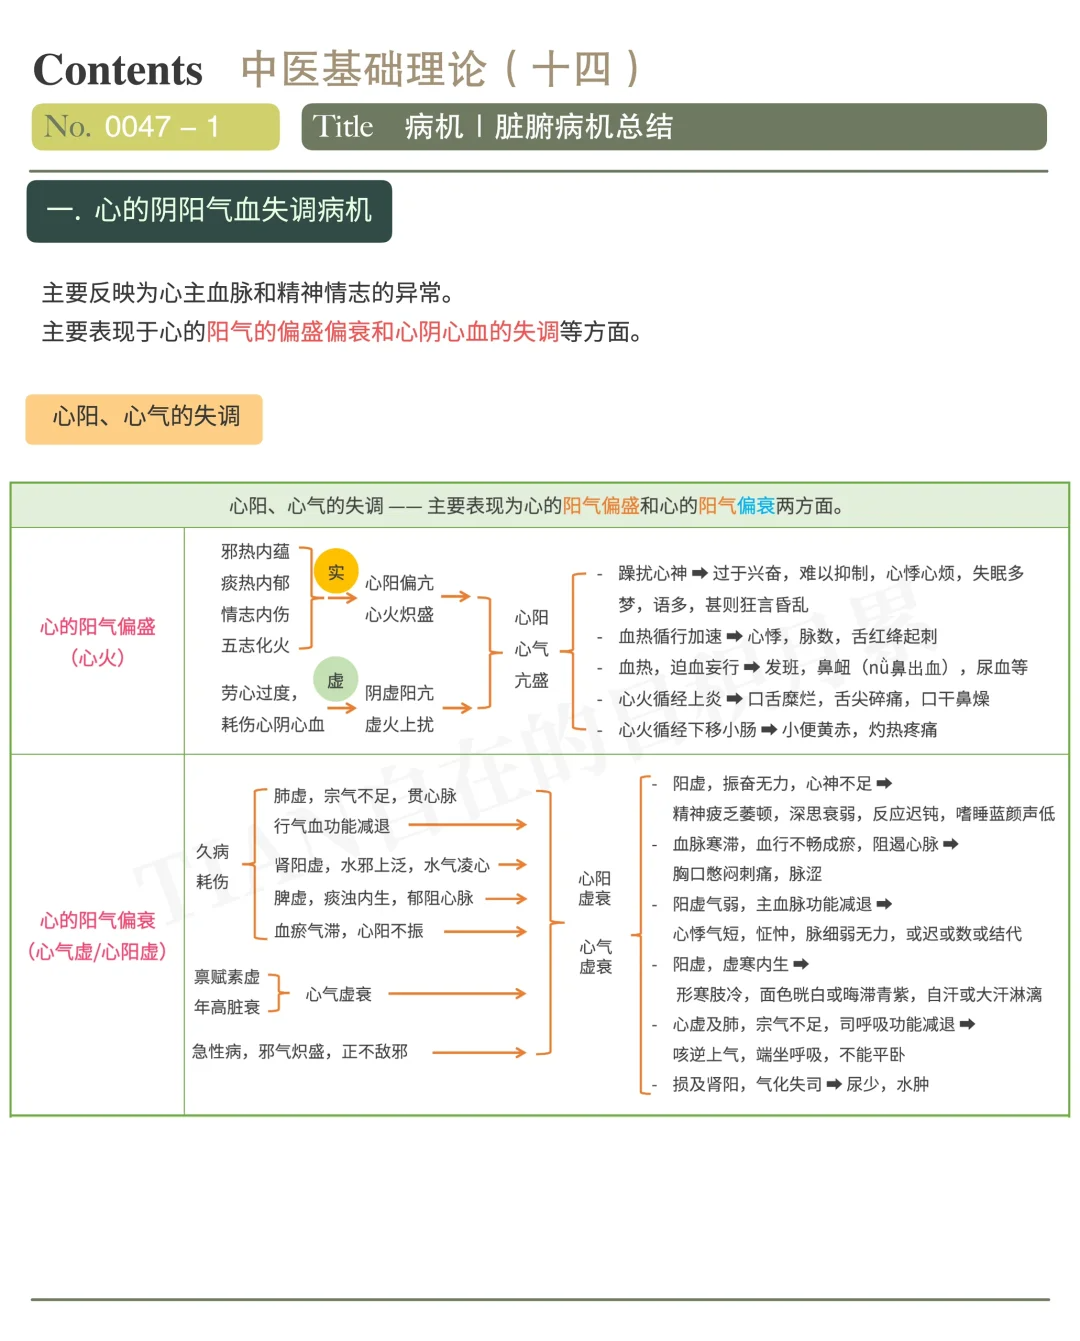 Contents 中医基础理论（十四）
No. 0047 – 1
Title 病机丨脏腑病机总结
一. 心的阴阳气血失调病机
主要反映为心主血脉和精神情志的异常。
主要表现于心的阳气的偏盛偏衰和心阴心血的失调等方面。
心阳、心气的失调
心阳、心气的失调 —— 主要表现为心的阳气偏盛和心的阳气偏衰两方面。
心的阳气偏盛
（心火）
邪热内蕴
痰热内郁
情志内伤
五志化火
实
心阳偏亢
心火炽盛
劳心过度，
耗伤心阴心血
虚
阴虚阳亢
虚火上扰
心阳
心气
亢盛
- 躁扰心神➡过于兴奋，难以抑制，心悸心烦，失眠多
梦，语多，甚则狂言昏乱
- 血热循行加速➡心悸，脉数，舌红绛起刺
- 血热，迫血妄行➡发班，鼻衄（nǜ鼻出血），尿血等
- 心火循经上炎➡口舌糜烂，舌尖碎痛，口干鼻燥
- 心火循经下移小肠➡小便黄赤，灼热疼痛
心的阳气偏衰
（心气虚/心阳虚）
久病
耗伤
肺虚，宗气不足，贯心脉
行气血功能减退
肾阳虚，水邪上泛，水气凌心
脾虚，痰浊内生，郁阻心脉
血瘀气滞，心阳不振
禀赋素虚
年高脏衰
心气虚衰
急性病，邪气炽盛，正不敌邪
心阳
虚衰
心气
虚衰
- 阳虚，振奋无力，心神不足➡
精神疲乏萎顿，深思衰弱，反应迟钝，嗜睡蓝颜声低
- 血脉寒滞，血行不畅成瘀，阻遏心脉➡
胸口憋闷刺痛，脉涩
- 阳虚气弱，主血脉功能减退➡
心悸气短，怔忡，脉细弱无力，或迟或数或结代
- 阳虚，虚寒内生➡
形寒肢冷，面色㿠白或晦滞青紫，自汗或大汗淋漓
- 心虚及肺，宗气不足，司呼吸功能减退➡
咳逆上气，端坐呼吸，不能平卧
- 损及肾阳，气化失司➡尿少，水肿
TIAN自在的日积月累